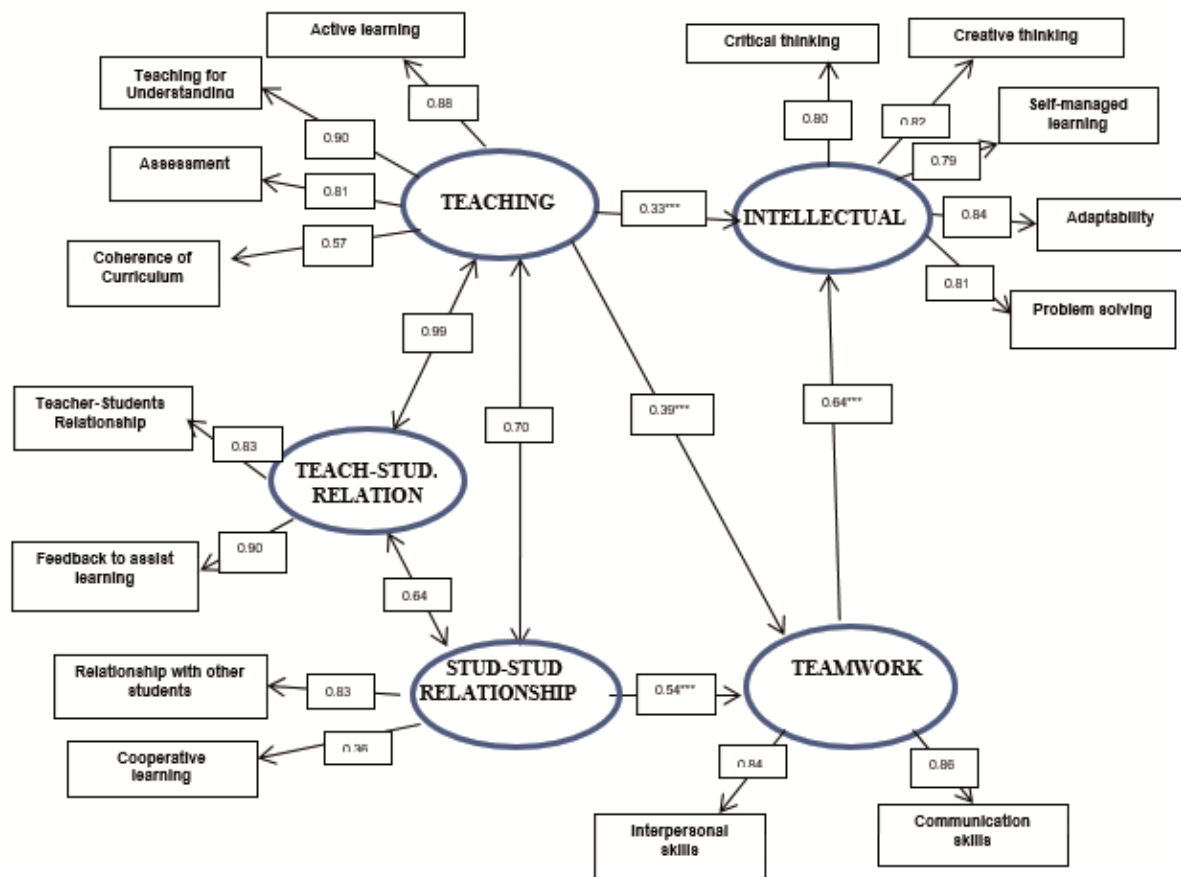 Active learning
Critical thinking
Creative thinking
Teaching for
Understanding
Self-managed
learning
0.88
0.80
0.82
0.90
0.79
Assessment
0.81
TEACHING
0.33***
INTELLECTUAL
0.84
Adaptability
Coherence of
Curriculum
0.57
0.81
Problem solving
0.99
Teacher-Students
Relationship
0.83
0.70
0.39***
0.64***
TEACH-STUD.
RELATION
Feedback to assist
learning
0.90
0.64
Relationship with other
students
0.83
STUD-STUD
RELATIONSHIP
0.54***
TEAMWORK
Cooperative
learning
0.36
0.84
0.86
Interpersonal
skills
Communication
skills